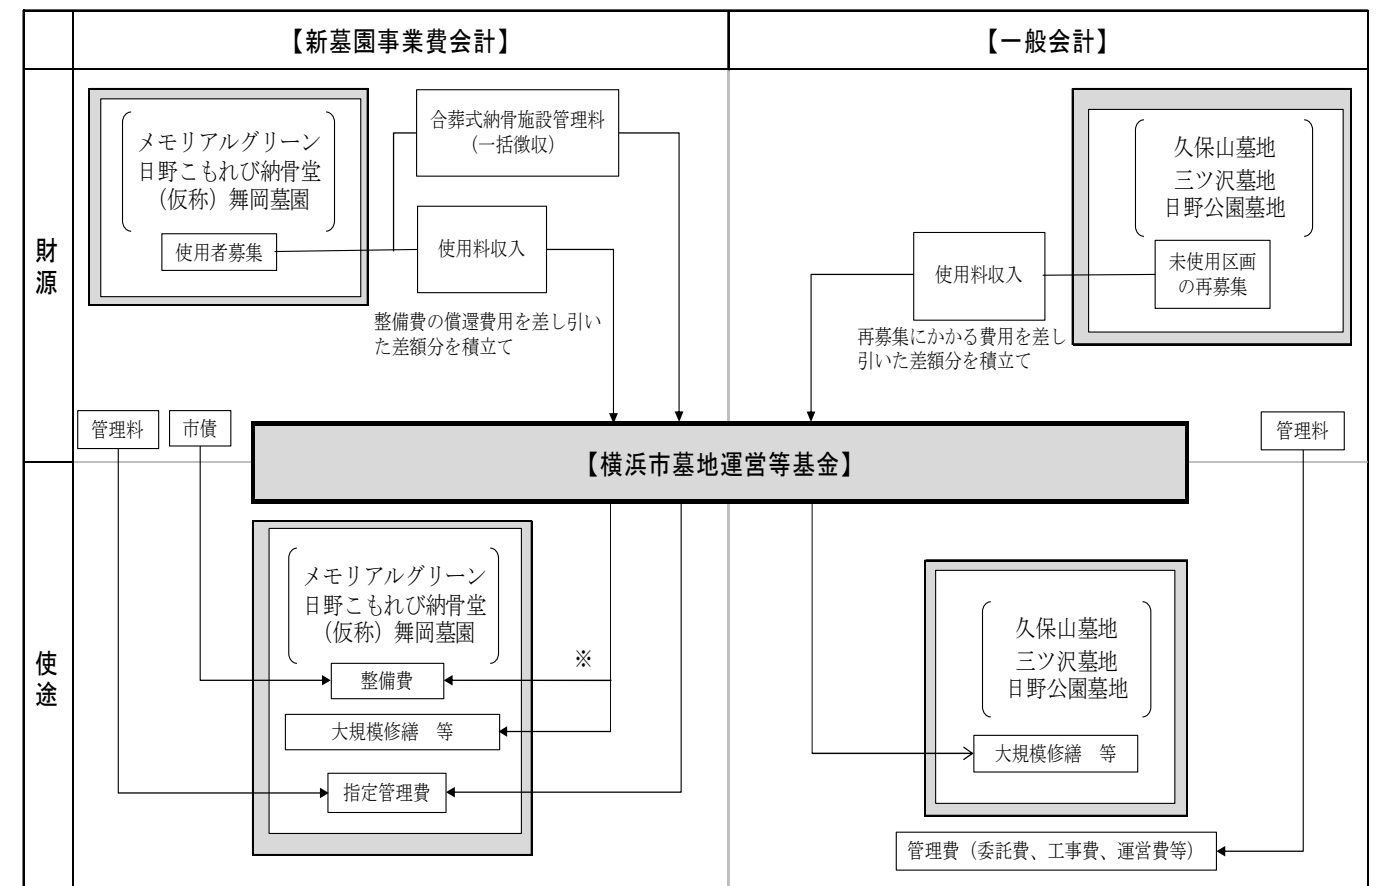 【新墓園事業費会計】
【一般会計】
財源
メモリアルグリーン
日野こもれび納骨堂
（仮称）舞岡墓園
使用者募集
合葬式納骨施設管理料
（一括徴収）
使用料収入
整備費の償還費用を差し引い
た差額分を積立て
久保山墓地
三ツ沢墓地
日野公園墓地
未使用区画
の再募集
使用料収入
再募集にかかる費用を差し
引いた差額分を積立て
管理料
市債
管理料
【横浜市墓地運営等基金】
使途
メモリアルグリーン
日野こもれび納骨堂
（仮称）舞岡墓園
※
整備費
大規模修繕　等
指定管理費
久保山墓地
三ツ沢墓地
日野公園墓地
大規模修繕　等
管理費（委託費、工事費、運営費等）